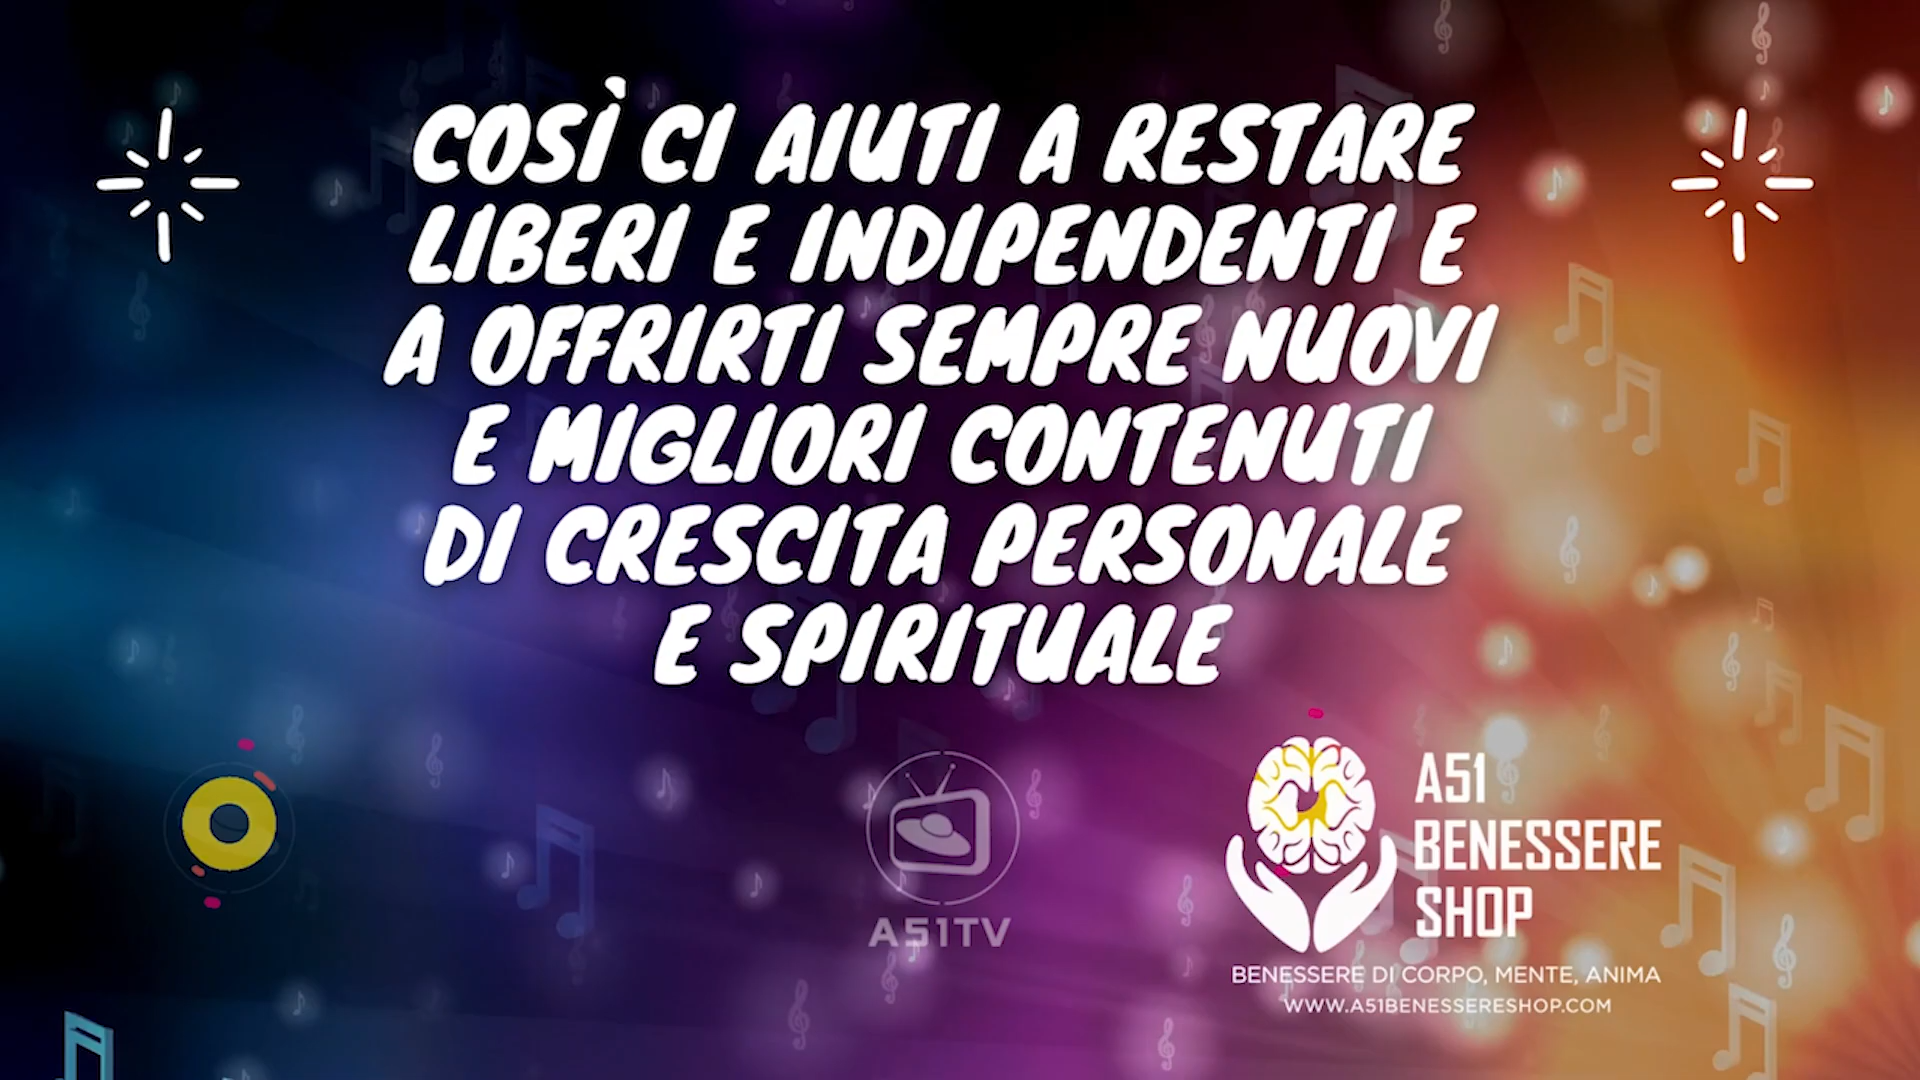 COSÌ CI AIUTI A RESTARE
LIBERI E INDIPENDENTI E
A OFFRIRTI SEMPRE NUOVI
E MIGLIORI CONTENUTI
DI CRESCITA PERSONALE
E SPIRITUALE
A51TV
A51
BENESSERE
SHOP
BENESSERE DI CORPO, MENTE, ANIMA
WWW.A51BENESSERESHOP.COM